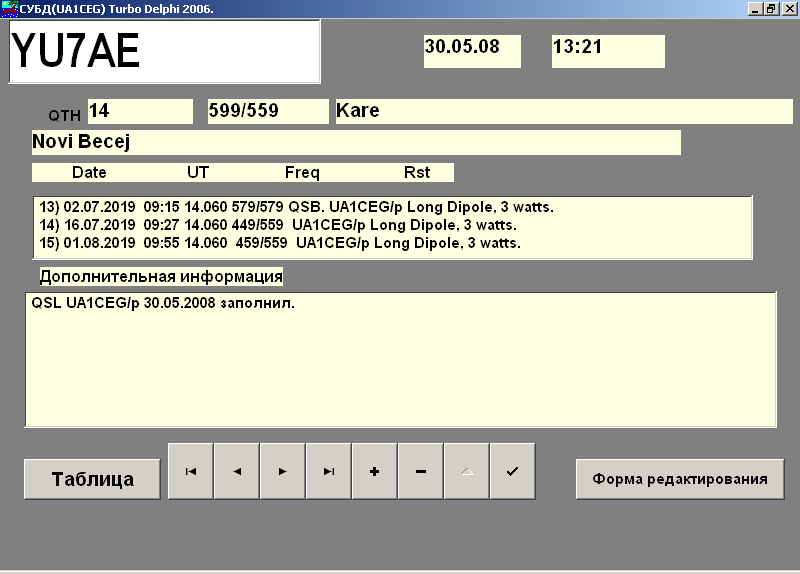 СУБД(UA1CEG) Turbo Delphi 2006.
YU7AE
30.05.08 13:21
QTH 14 599/559 Kare
Novi Becej
Date UT Freq Rst
13) 02.07.2019 09:15 14.060 579/579 QSB. UA1CEG/p Long Dipole, 3 watts.
14) 16.07.2019 09:27 14.060 449/559 UA1CEG/p Long Dipole, 3 watts.
15) 01.08.2019 09:55 14.060 459/559 UA1CEG/p Long Dipole, 3 watts.
Дополнительная информация
QSL UA1CEG/p 30.05.2008 заполнил.
Таблица
Форма редактирования